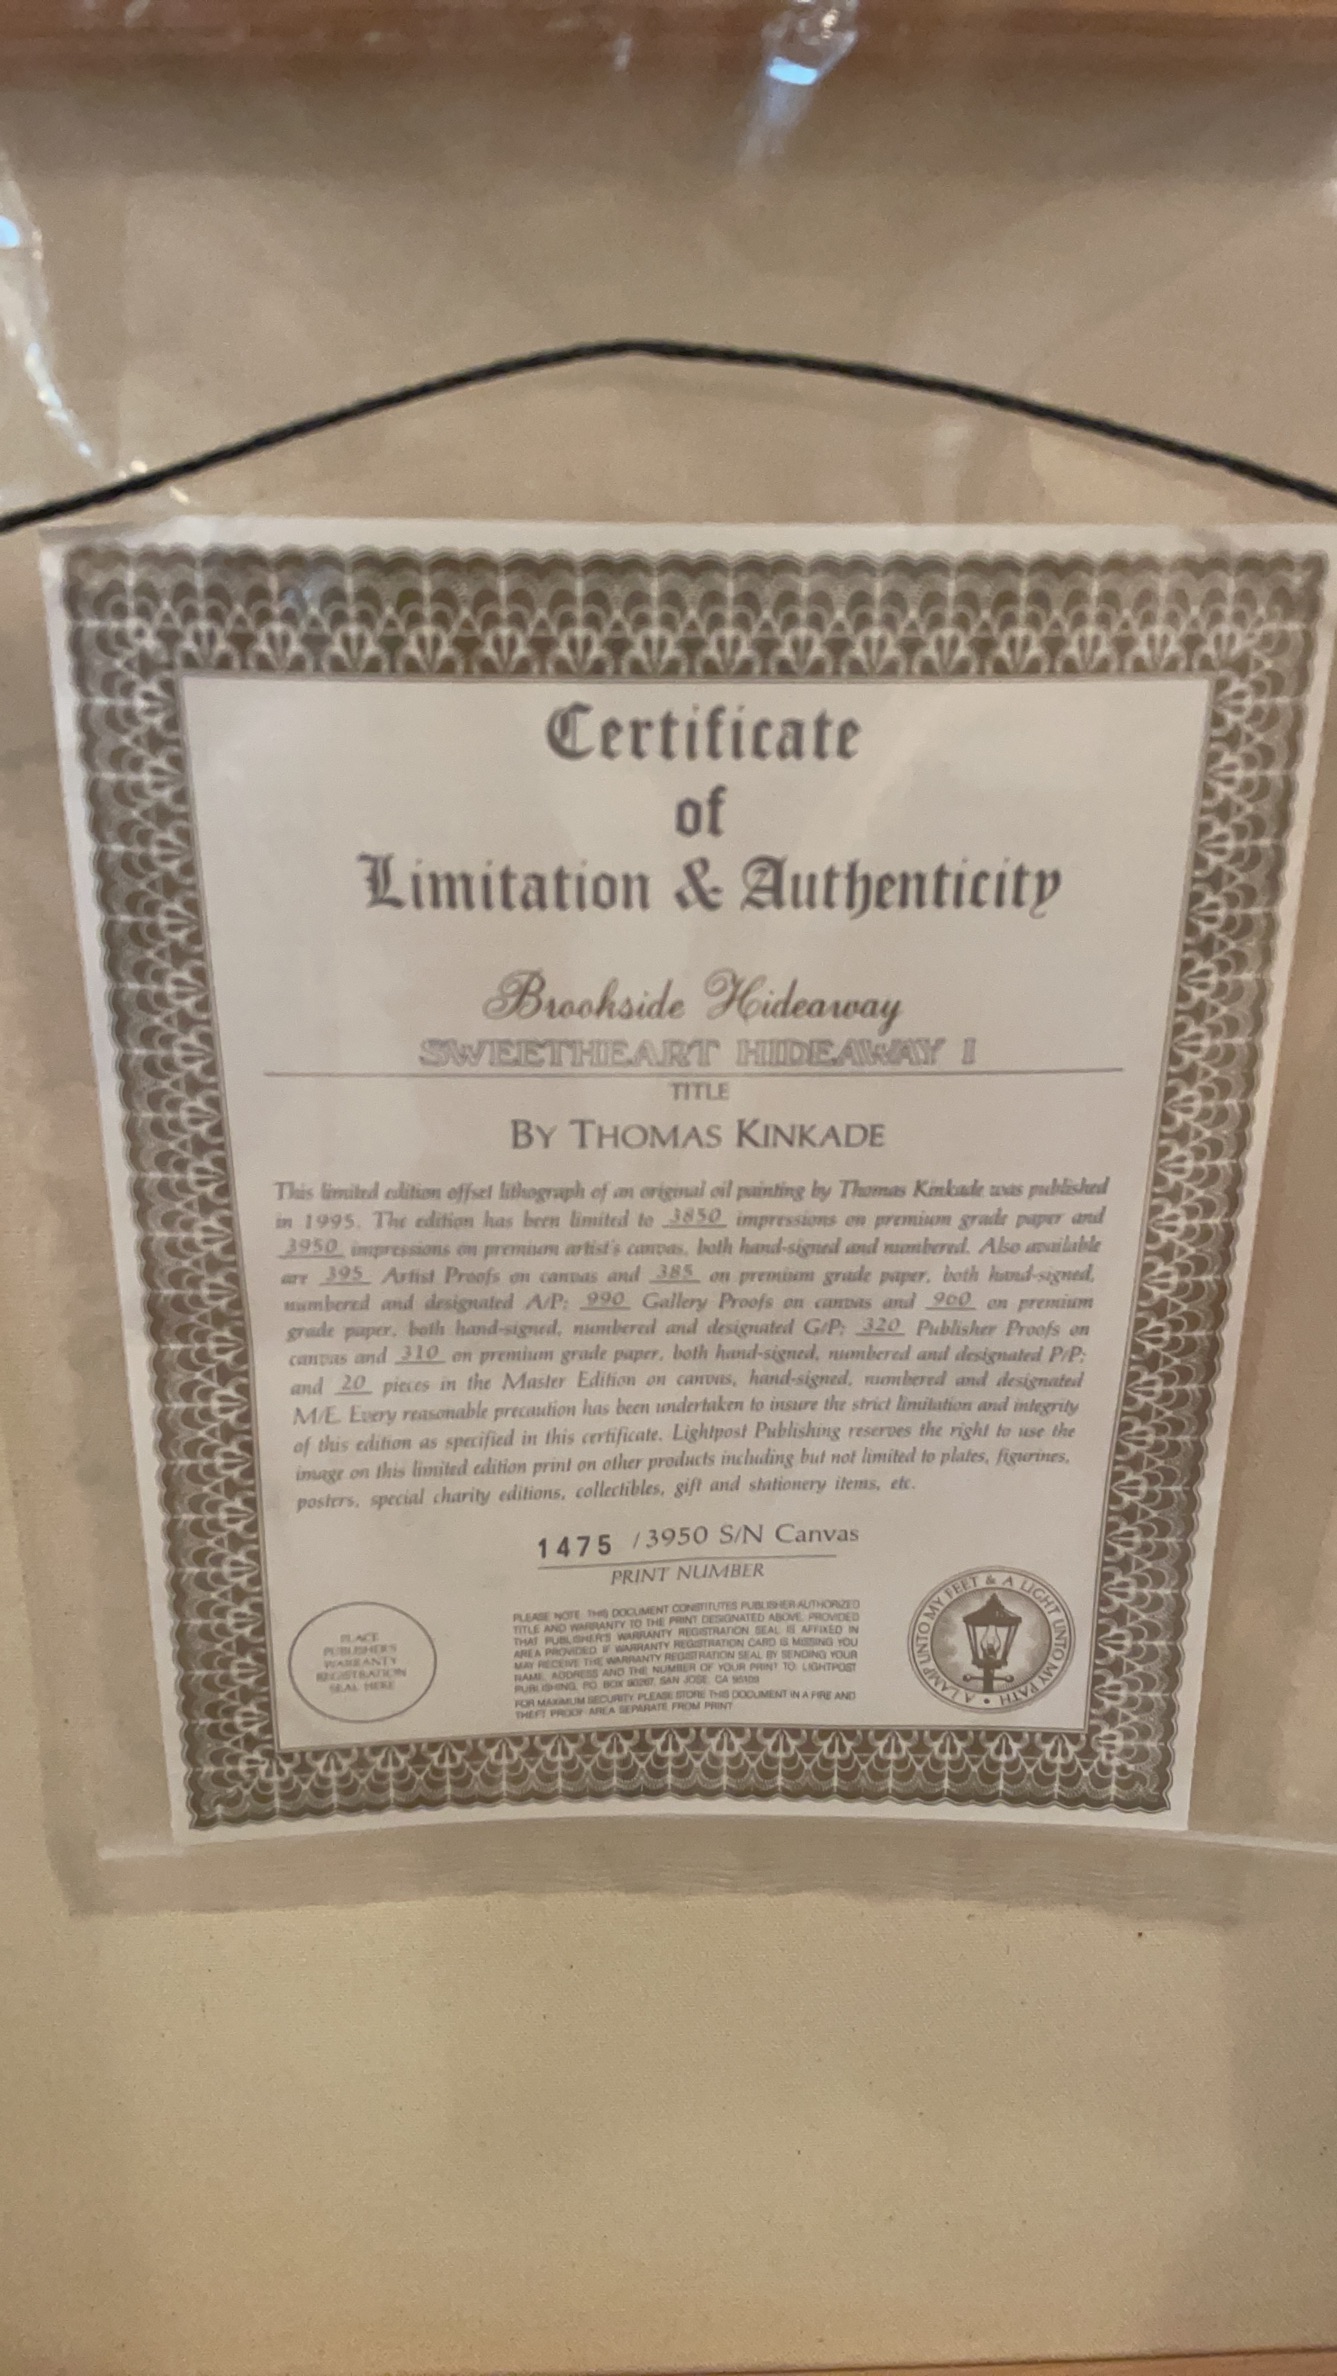 Certificate
of
Limitation & Authenticity
Brookside Hideaway
SWEETHEART HIDEAWAY I
TITLE
BY THOMAS KINKADE
This limited edition offset lithograph of an original oil painting by Thomas Kinkade was published
in 1995. The edition has been limited to 3850 impressions on premium grade paper and
3950 impressions on premium artist's canvas, both hand-signed and numbered. Also available
are 395 Artist Proofs on canvas and 385 on premium grade paper, both hand-signed,
numbered and designated A/P; 990 Gallery Proofs on canvas and 960 on premium
grade paper, both hand-signed, numbered and designated G/P; 320 Publisher Proofs on
canvas and 310 on premium grade paper, both hand-signed, numbered and designated P/P;
and 20 pieces in the Master Edition on canvas, hand-signed, numbered and designated
M/E. Every reasonable precaution has been undertaken to insure the strict limitation and integrity
of this edition as specified in this certificate. Lightpost Publishing reserves the right to use the
image on this limited edition print on other products including but not limited to plates, figurines,
posters, special charity editions, collectibles, gift and stationery items, etc.
1475 / 3950 S/N Canvas
PRINT NUMBER
PLACE
PUBLISHER'S
WARRANTY
REGISTRATION
SEAL HERE
PLEASE NOTE: THIS DOCUMENT CONSTITUTES PUBLISHER-AUTHORIZED
TITLE AND WARRANTY TO THE PRINT DESIGNATED ABOVE, PROVIDED
THAT PUBLISHER'S WARRANTY REGISTRATION SEAL IS AFFIXED IN
AREA PROVIDED. IF WARRANTY REGISTRATION CARD IS MISSING YOU
MAY RECEIVE THE WARRANTY REGISTRATION SEAL BY SENDING YOUR
NAME, ADDRESS AND THE NUMBER OF YOUR PRINT TO: LIGHTPOST
PUBLISHING, PO BOX SAN JOSE, CA
FOR MAXIMUM SECURITY, PLEASE STORE THIS DOCUMENT IN A FIRE AND
THEFT PROOF AREA SEPARATE FROM PRINT
A LAMP UNTO MY FEET & A LIGHT UNTO MY PATH •